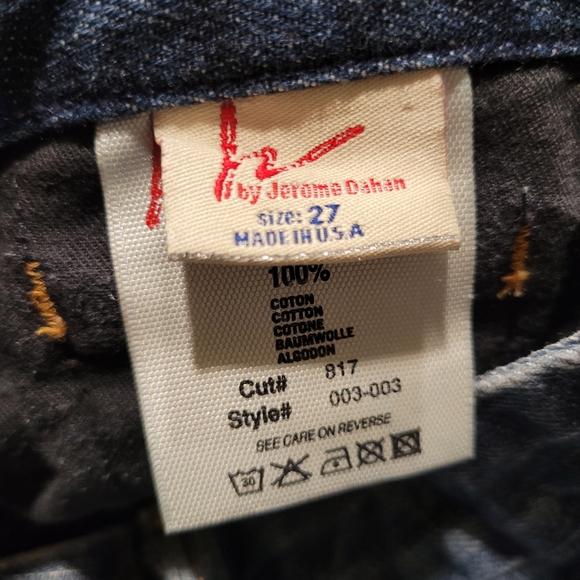 by Jerome Dahan
size: 27
MADE IN U.S.A
100%
COTON
COTTON
COTONE
BAUMWOLLE
ALGODON
Cut# 817
Style# 003-003
SEE CARE ON REVERSE
30